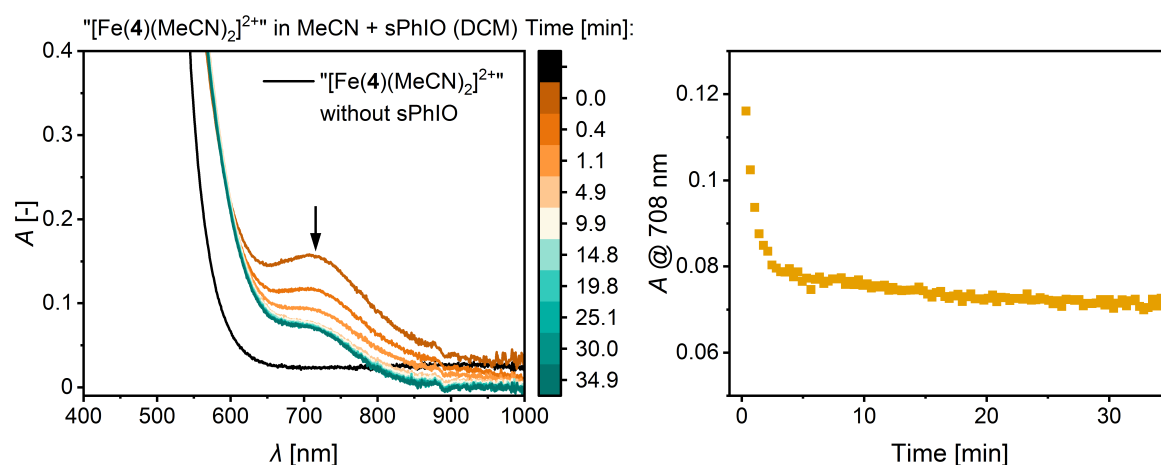 "[Fe(4)(MeCN)₂]²⁺" in MeCN + sPhIO (DCM) Time [min]:
0.4
0.3
0.2
0.1
0
A [-]
"[Fe(4)(MeCN)₂]²⁺"
without sPhIO
400 500 600 700 800 900 1000
λ [nm]
0.0
0.4
1.1
4.9
9.9
14.8
19.8
25.1
30.0
34.9
0.12
0.1
0.08
0.06
A @ 708 nm
0 10 20 30
Time [min]